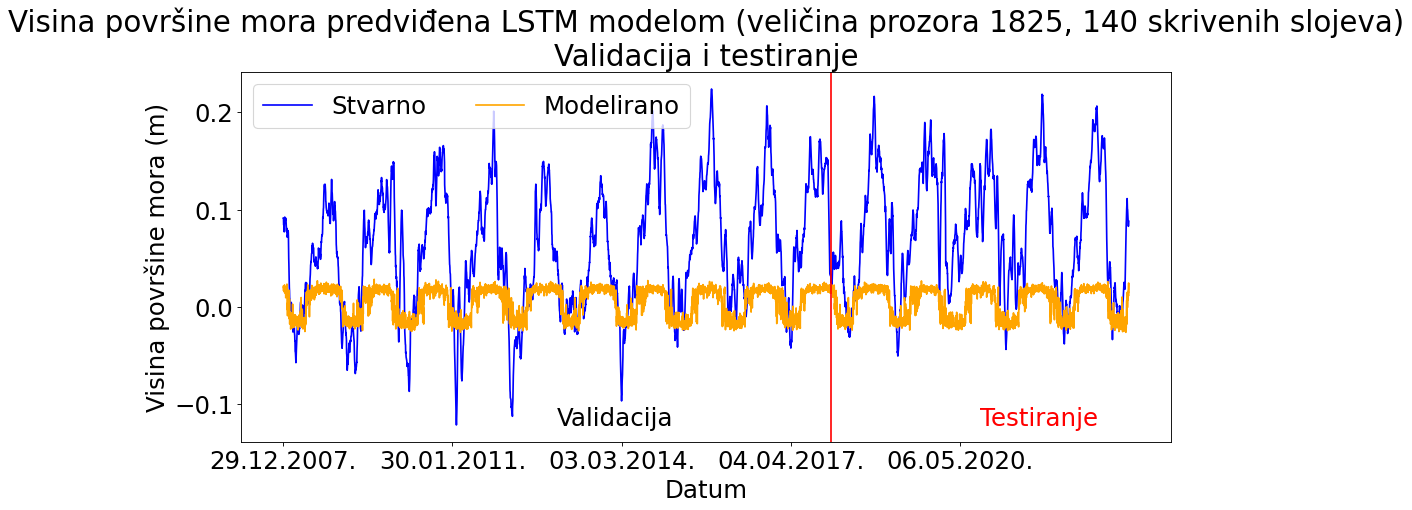 Visina površine mora predviđena LSTM modelom (veličina prozora 1825, 140 skrivenih slojeva)
Validacija i testiranje
Stvarno
Modelirano
Visina površine mora (m)
0.2
0.1
0.0
−0.1
Validacija
Testiranje
29.12.2007.
30.01.2011.
03.03.2014.
04.04.2017.
06.05.2020.
Datum